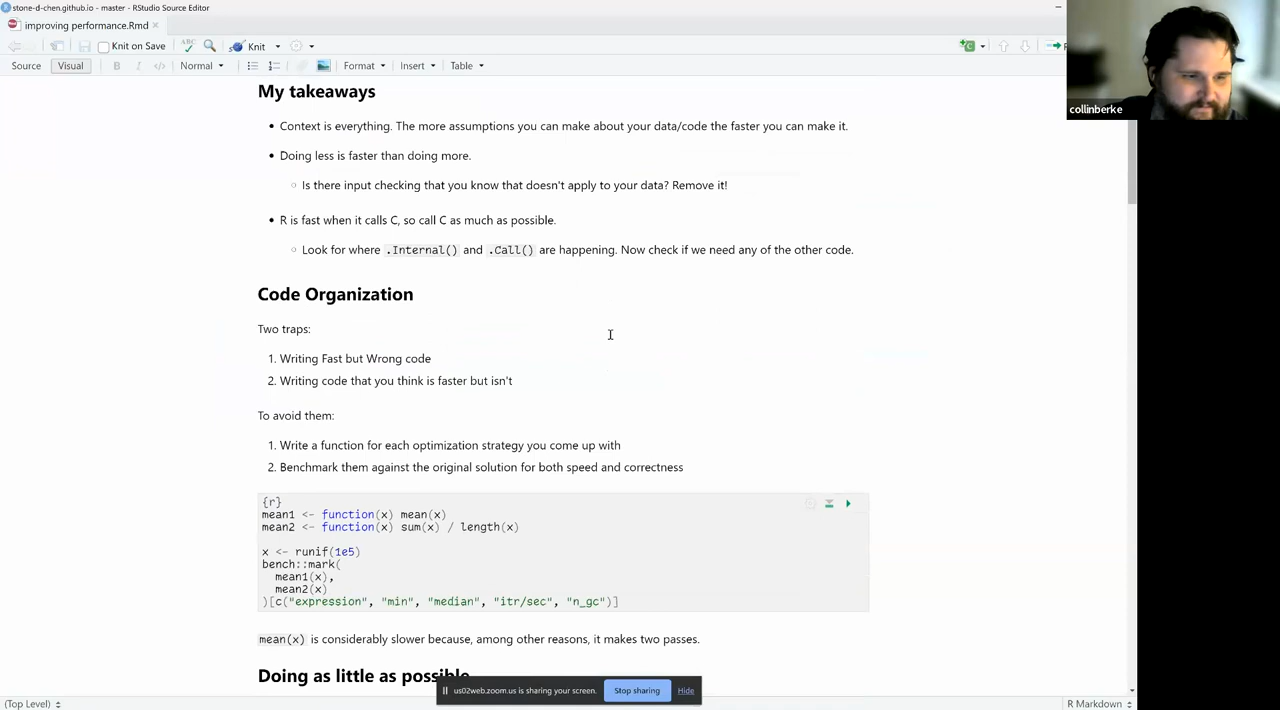 stone-d-chen.github.io - master - RStudio Source Editor
improving performance.Rmd
Knit on Save
ABC
Knit
Source
Visual
B
I
</>
Normal
Format
Insert
Table
collinberke
My takeaways
• Context is everything. The more assumptions you can make about your data/code the faster you can make it.
• Doing less is faster than doing more.
○ Is there input checking that you know that doesn't apply to your data? Remove it!
• R is fast when it calls C, so call C as much as possible.
○ Look for where .Internal() and .Call() are happening. Now check if we need any of the other code.
Code Organization
Two traps:
1. Writing Fast but Wrong code
2. Writing code that you think is faster but isn't
To avoid them:
1. Write a function for each optimization strategy you come up with
2. Benchmark them against the original solution for both speed and correctness
{r}
mean1 <- function(x) mean(x)
mean2 <- function(x) sum(x) / length(x)
x <- runif(1e5)
bench::mark(
mean1(x),
mean2(x)
)[c("expression", "min", "median", "itr/sec", "n_gc")]
mean(x) is considerably slower because, among other reasons, it makes two passes.
Doing as little as possible
us02web.zoom.us is sharing your screen.
Stop sharing
Hide
(Top Level)
R Markdown